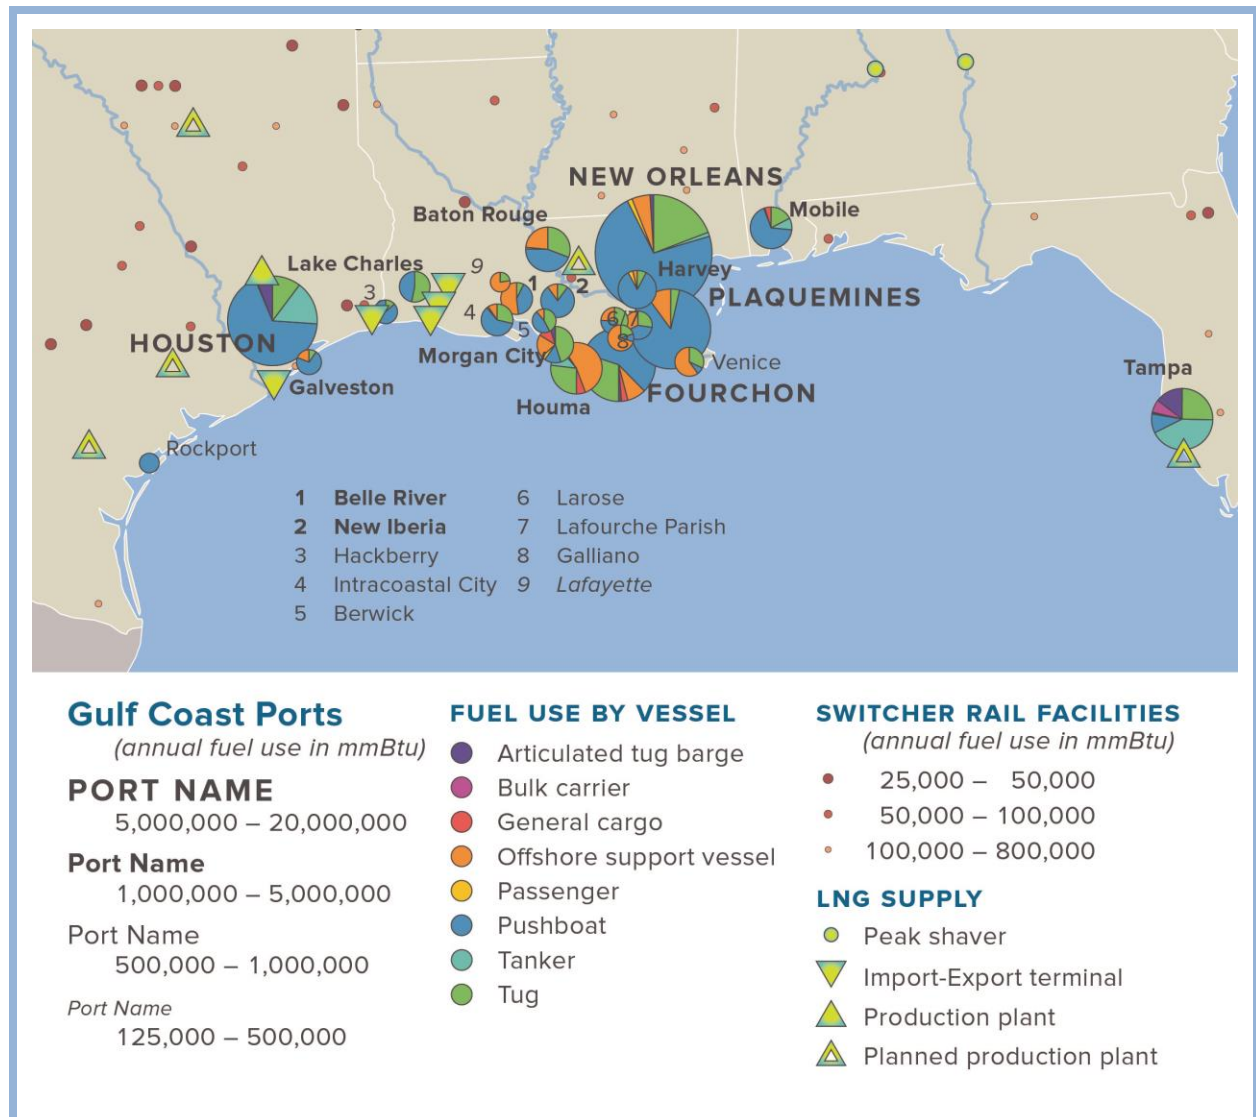 NEW ORLEANS
Baton Rouge
Mobile
Lake Charles
9
Harvey
1
2
3
PLAQUEMINES
4
5
6/7
HOUSTON
8
Morgan City
Venice
Galveston
FOURCHON
Tampa
Houma
Rockport
1 Belle River
2 New Iberia
3 Hackberry
4 Intracoastal City
5 Berwick
6 Larose
7 Lafourche Parish
8 Galliano
9 Lafayette
Gulf Coast Ports
(annual fuel use in mmBtu)
PORT NAME
5,000,000 – 20,000,000
Port Name
1,000,000 – 5,000,000
Port Name
500,000 – 1,000,000
Port Name
125,000 – 500,000
FUEL USE BY VESSEL
Articulated tug barge
Bulk carrier
General cargo
Offshore support vessel
Passenger
Pushboat
Tanker
Tug
SWITCHER RAIL FACILITIES
(annual fuel use in mmBtu)
25,000 – 50,000
50,000 – 100,000
100,000 – 800,000
LNG SUPPLY
Peak shaver
Import-Export terminal
Production plant
Planned production plant